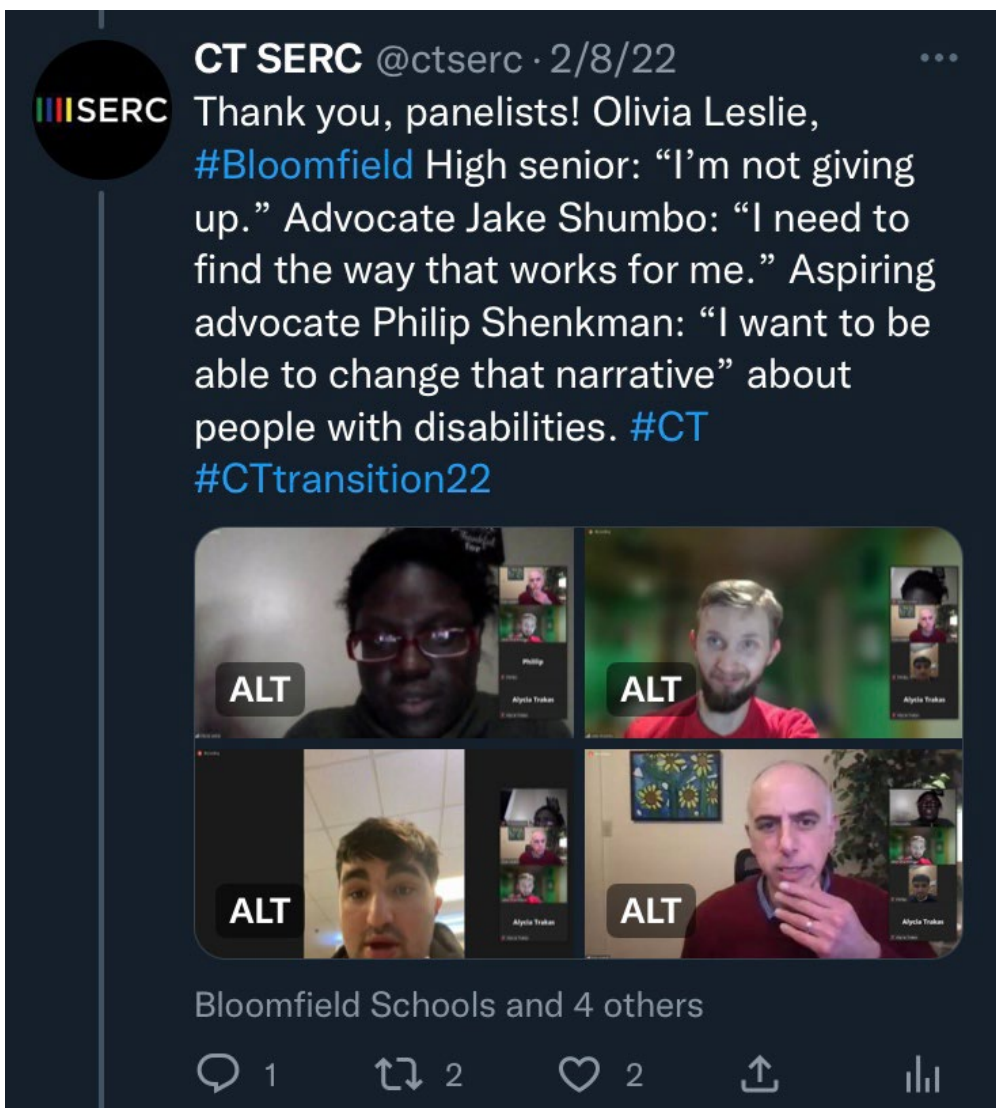 CT SERC @ctserc · 2/8/22
SERC
Thank you, panelists! Olivia Leslie,
#Bloomfield High senior: “I’m not giving
up.” Advocate Jake Shumbo: “I need to
find the way that works for me.” Aspiring
advocate Philip Shenkman: “I want to be
able to change that narrative” about
people with disabilities. #CT
#CTtransition22
Phillip
Alycia Trakas
ALT
Alycia Trakas
ALT
Alycia Trakas
ALT
Alycia Trakas
ALT
Bloomfield Schools and 4 others
1 2 2